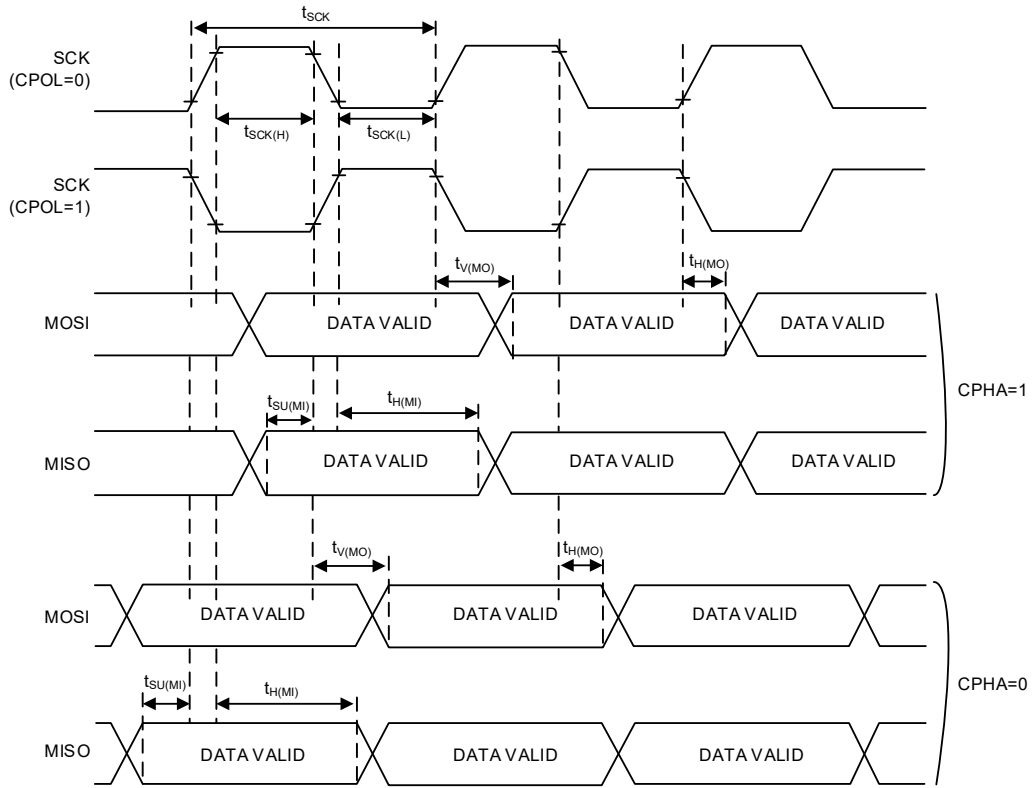 tSCK
SCK
(CPOL=0)
tSCK(H)
tSCK(L)
SCK
(CPOL=1)
tV(MO)
tH(MO)
MOSI
DATA VALID
DATA VALID
DATA VALID
CPHA=1
tSU(MI)
tH(MI)
MISO
DATA VALID
DATA VALID
DATA VALID
tV(MO)
tH(MO)
MOSI
DATA VALID
DATA VALID
DATA VALID
CPHA=0
tSU(MI)
tH(MI)
MISO
DATA VALID
DATA VALID
DATA VALID